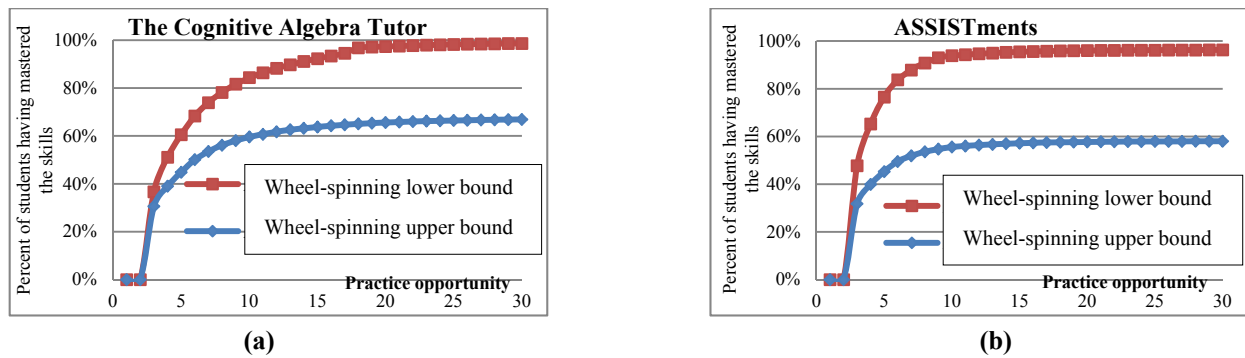 The Cognitive Algebra Tutor
Percent of students having mastered
the skills
100%
80%
60%
40%
20%
0%
Wheel-spinning lower bound
Wheel-spinning upper bound
Practice opportunity
0
5
10
15
20
25
30
(a)
ASSISTments
Percent of students having mastered
the skills
100%
80%
60%
40%
20%
0%
Wheel-spinning lower bound
Wheel-spinning upper bound
Practice opportunity
0
5
10
15
20
25
30
(b)